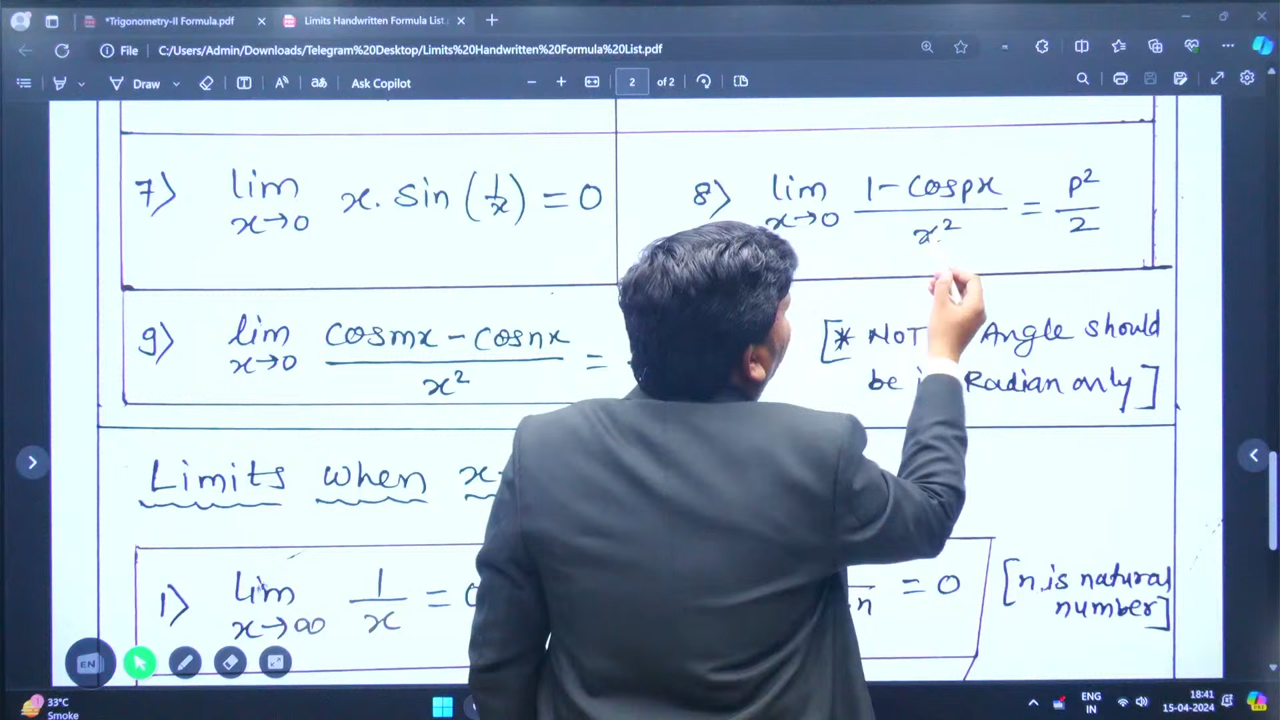 *Trigonometry-II Formula.pdf
Limits Handwritten Formula List
File C:/Users/Admin/Downloads/Telegram%20Desktop/Limits%20Handwritten%20Formula%20List.pdf
Draw
Ask Copilot
2 of 2
7) lim x→0 x. sin (1/x) = 0
8) lim x→0 (1 - cospx)/x² = p²/2
9) lim x→0 (cosmx - cosnx)/x² =
[* NOT Angle should
be Radian only]
Limits when x
1) lim x→∞ 1/x = 0
n = 0
[n is natural
number]
EN
33°C
Smoke
ENG
IN
18:41
15-04-2024